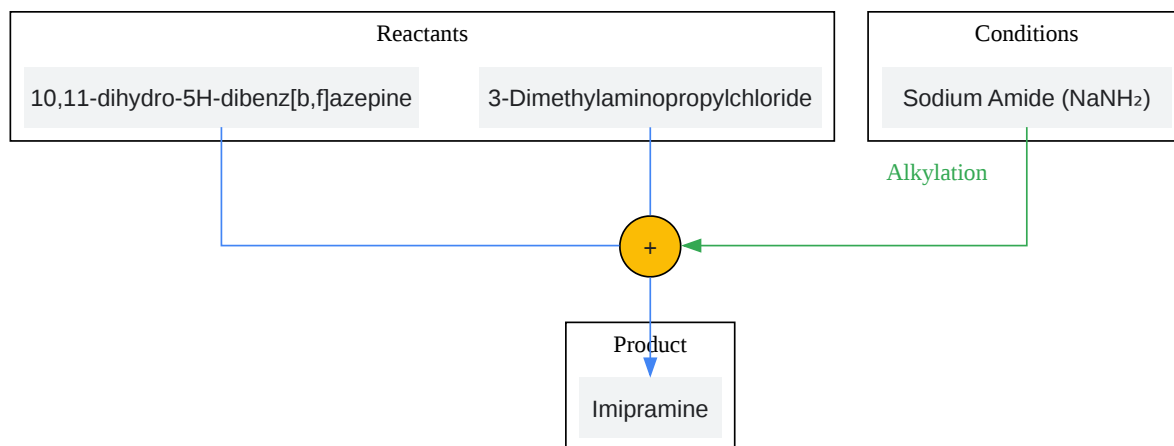 Reactants
Conditions
10,11-dihydro-5H-dibenz[b,f]azepine
3-Dimethylaminopropylchloride
Sodium Amide (NaNH₂)
Alkylation
+
Product
Imipramine